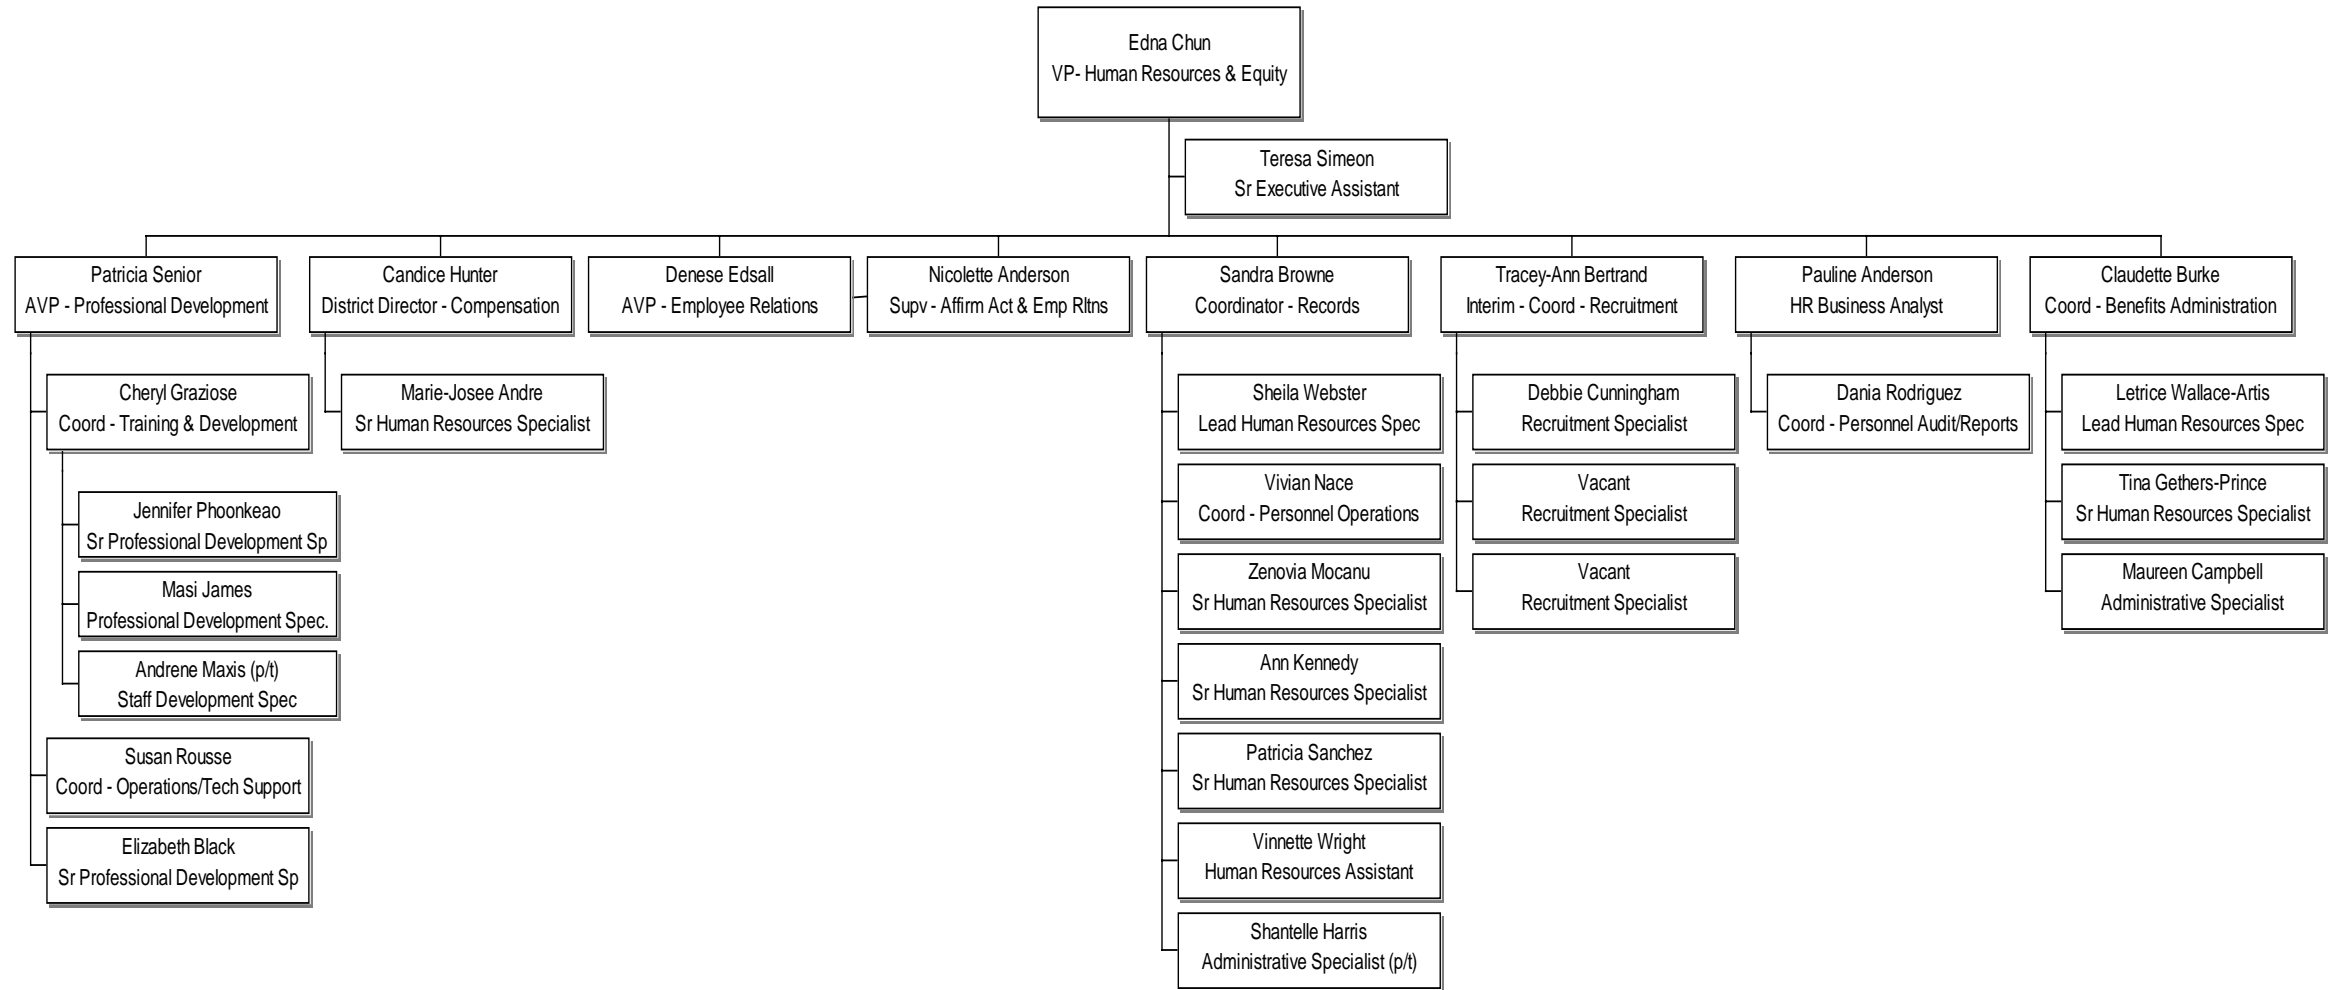 Edna Chun
VP- Human Resources & Equity
Teresa Simeon
Sr Executive Assistant
Patricia Senior
AVP - Professional Development
Candice Hunter
District Director - Compensation
Denese Edsall
AVP - Employee Relations
Nicolette Anderson
Supv - Affirm Act & Emp Rltns
Sandra Browne
Coordinator - Records
Tracey-Ann Bertrand
Interim - Coord - Recruitment
Pauline Anderson
HR Business Analyst
Claudette Burke
Coord - Benefits Administration
Cheryl Graziose
Coord - Training & Development
Jennifer Phoonkeao
Sr Professional Development Sp
Masi James
Professional Development Spec.
Andrene Maxis (p/t)
Staff Development Spec
Susan Rousse
Coord - Operations/Tech Support
Elizabeth Black
Sr Professional Development Sp
Marie-Josee Andre
Sr Human Resources Specialist
Sheila Webster
Lead Human Resources Spec
Vivian Nace
Coord - Personnel Operations
Zenovia Mocanu
Sr Human Resources Specialist
Ann Kennedy
Sr Human Resources Specialist
Patricia Sanchez
Sr Human Resources Specialist
Vinnette Wright
Human Resources Assistant
Shantelle Harris
Administrative Specialist (p/t)
Debbie Cunningham
Recruitment Specialist
Vacant
Recruitment Specialist
Vacant
Recruitment Specialist
Dania Rodriguez
Coord - Personnel Audit/Reports
Letrice Wallace-Artis
Lead Human Resources Spec
Tina Gethers-Prince
Sr Human Resources Specialist
Maureen Campbell
Administrative Specialist